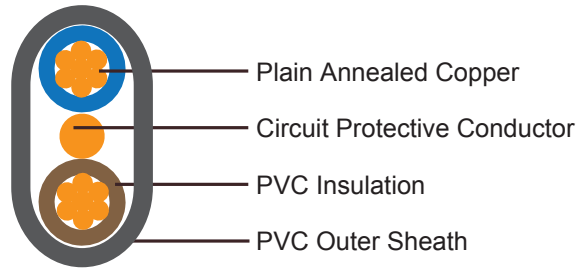 Plain Annealed Copper
Circuit Protective Conductor
PVC Insulation
PVC Outer Sheath